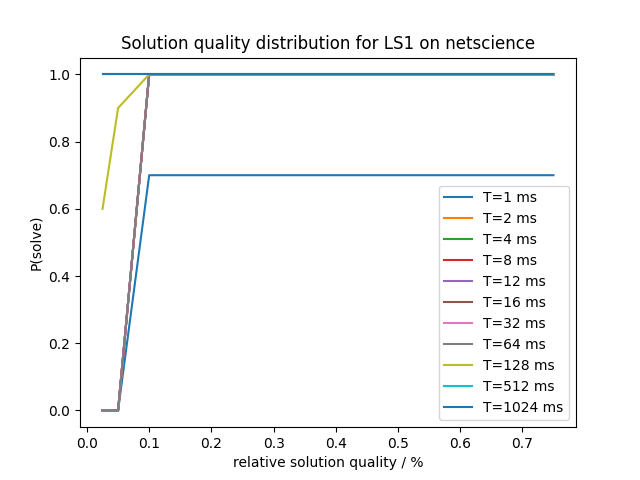 Solution quality distribution for LS1 on netscience
1.0
0.8
0.6
0.4
0.2
0.0
P(solve)
T=1 ms
T=2 ms
T=4 ms
T=8 ms
T=12 ms
T=16 ms
T=32 ms
T=64 ms
T=128 ms
T=512 ms
T=1024 ms
0.0 0.1 0.2 0.3 0.4 0.5 0.6 0.7
relative solution quality / %